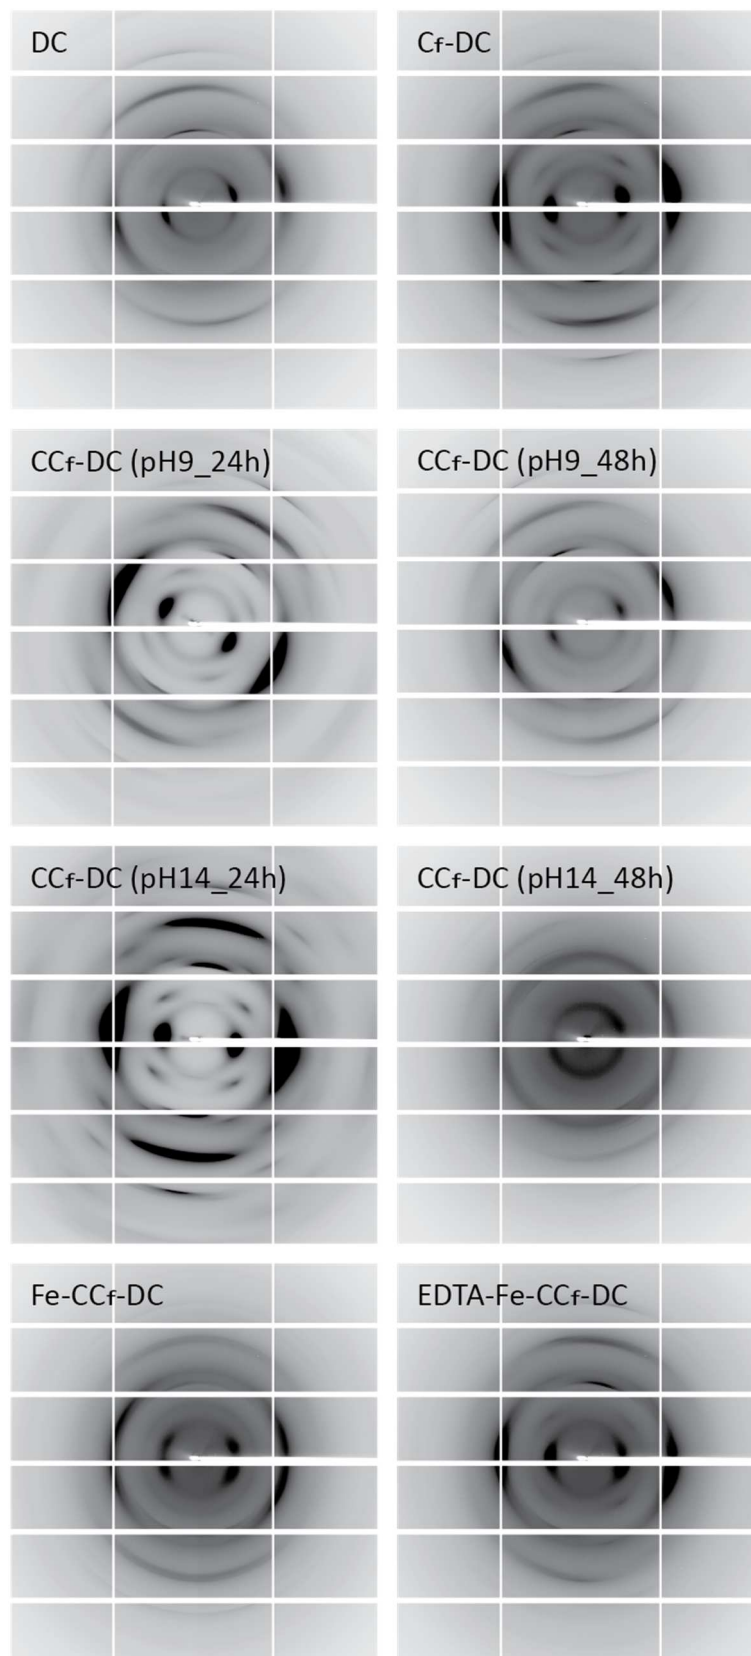 DC
Cf-DC
CCf-DC (pH9_24h)
CCf-DC (pH9_48h)
CCf-DC (pH14_24h)
CCf-DC (pH14_48h)
Fe-CCf-DC
EDTA-Fe-CCf-DC